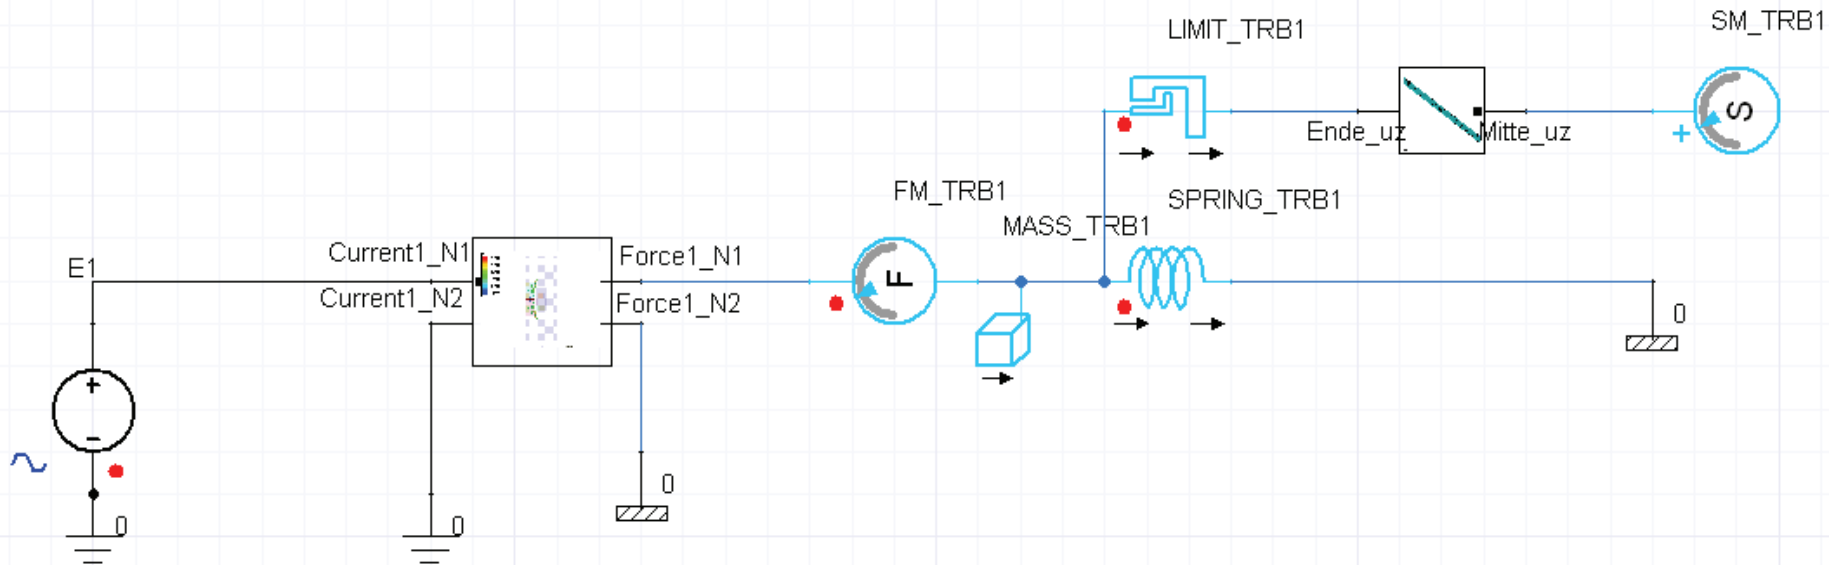 SM_TRB1
LIMIT_TRB1
S
Ende_uz
Mitte_uz
+
FM_TRB1
SPRING_TRB1
MASS_TRB1
Current1_N1
Force1_N1
E1
F
Current1_N2
Force1_N2
0
+
−
0
0
0